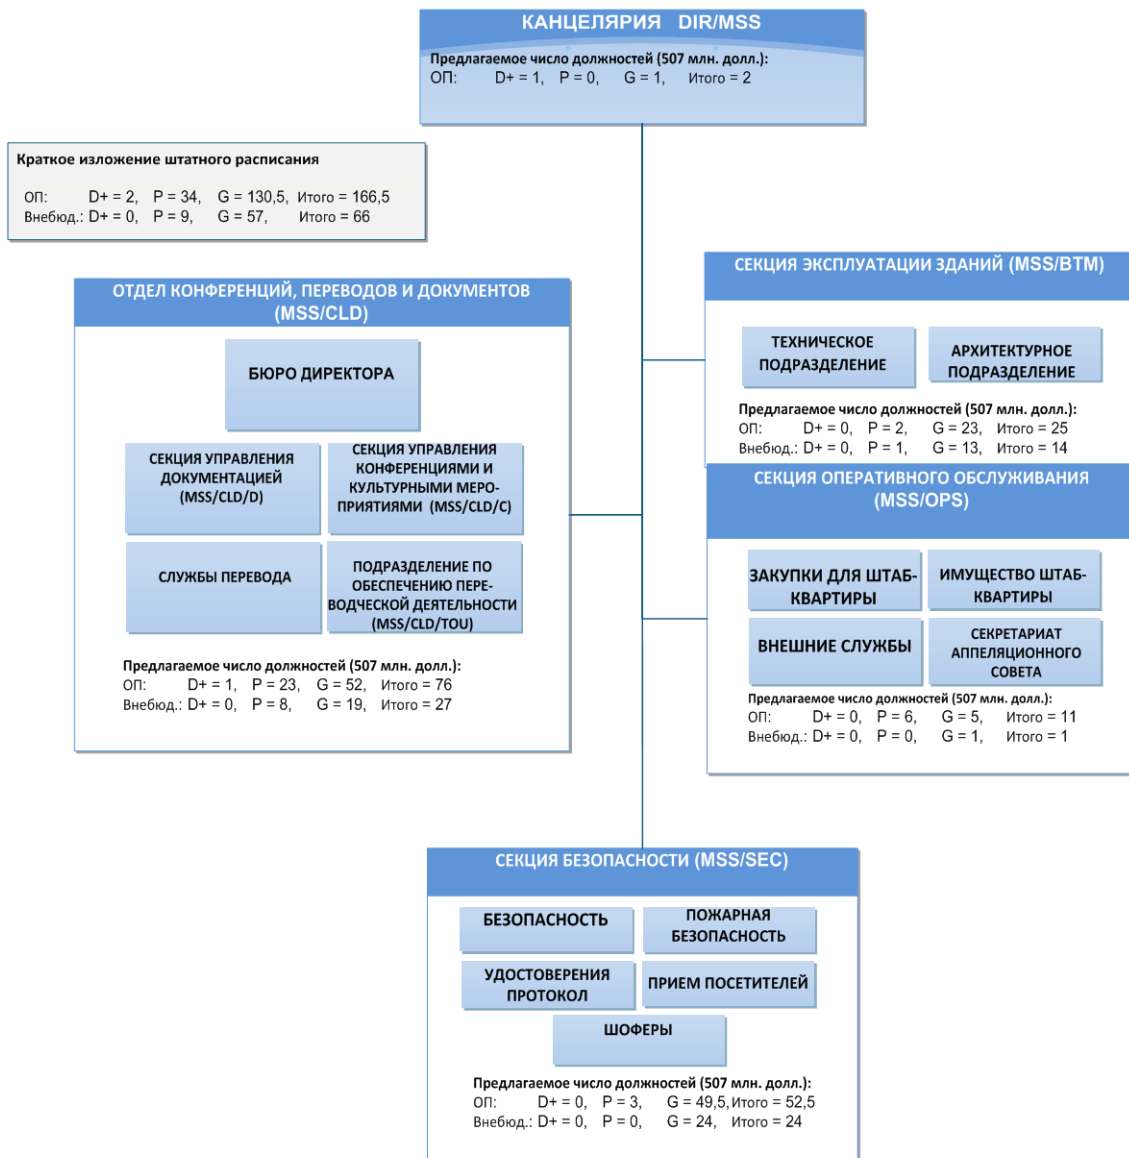 КАНЦЕЛЯРИЯ DIR/MSS
Предлагаемое число должностей (507 млн. долл.):
ОП: D+ = 1, P = 0, G = 1, Итого = 2
Краткое изложение штатного расписания
ОП: D+ = 2, P = 34, G = 130,5, Итого = 166,5
Внебюд.: D+ = 0, P = 9, G = 57, Итого = 66
ОТДЕЛ КОНФЕРЕНЦИЙ, ПЕРЕВОДОВ И ДОКУМЕНТОВ
(MSS/CLD)
БЮРО ДИРЕКТОРА
СЕКЦИЯ УПРАВЛЕНИЯ
ДОКУМЕНТАЦИЕЙ
(MSS/CLD/D)
СЕКЦИЯ УПРАВЛЕНИЯ
КОНФЕРЕНЦИЯМИ И
КУЛЬТУРНЫМИ МЕРО-
ПРИЯТИЯМИ (MSS/CLD/C)
СЛУЖБЫ ПЕРЕВОДА
ПОДРАЗДЕЛЕНИЕ ПО
ОБЕСПЕЧЕНИЮ ПЕРЕ-
ВОДЧЕСКОЙ ДЕЯТЕЛЬНОСТИ
(MSS/CLD/TOU)
Предлагаемое число должностей (507 млн. долл.):
ОП: D+ = 1, P = 23, G = 52, Итого = 76
Внебюд.: D+ = 0, P = 8, G = 19, Итого = 27
СЕКЦИЯ ЭКСПЛУАТАЦИИ ЗДАНИЙ (MSS/BTM)
ТЕХНИЧЕСКОЕ
ПОДРАЗДЕЛЕНИЕ
АРХИТЕКТУРНОЕ
ПОДРАЗДЕЛЕНИЕ
Предлагаемое число должностей (507 млн. долл.):
ОП: D+ = 0, P = 2, G = 23, Итого = 25
Внебюд.: D+ = 0, P = 1, G = 13, Итого = 14
СЕКЦИЯ ОПЕРАТИВНОГО ОБСЛУЖИВАНИЯ
(MSS/OPS)
ЗАКУПКИ ДЛЯ ШТАБ-
КВАРТИРЫ
ИМУЩЕСТВО ШТАБ-
КВАРТИРЫ
ВНЕШНИЕ СЛУЖБЫ
СЕКРЕТАРИАТ
АППЕЛЯЦИОННОГО
СОВЕТА
Предлагаемое число должностей (507 млн. долл.):
ОП: D+ = 0, P = 6, G = 5, Итого = 11
Внебюд.: D+ = 0, P = 0, G = 1, Итого = 1
СЕКЦИЯ БЕЗОПАСНОСТИ (MSS/SEC)
БЕЗОПАСНОСТЬ
ПОЖАРНАЯ
БЕЗОПАСНОСТЬ
УДОСТОВЕРЕНИЯ
ПРОТОКОЛ
ПРИЕМ ПОСЕТИТЕЛЕЙ
ШОФЕРЫ
Предлагаемое число должностей (507 млн. долл.):
ОП: D+ = 0, P = 3, G = 49,5, Итого = 52,5
Внебюд.: D+ = 0, P = 0, G = 24, Итого = 24